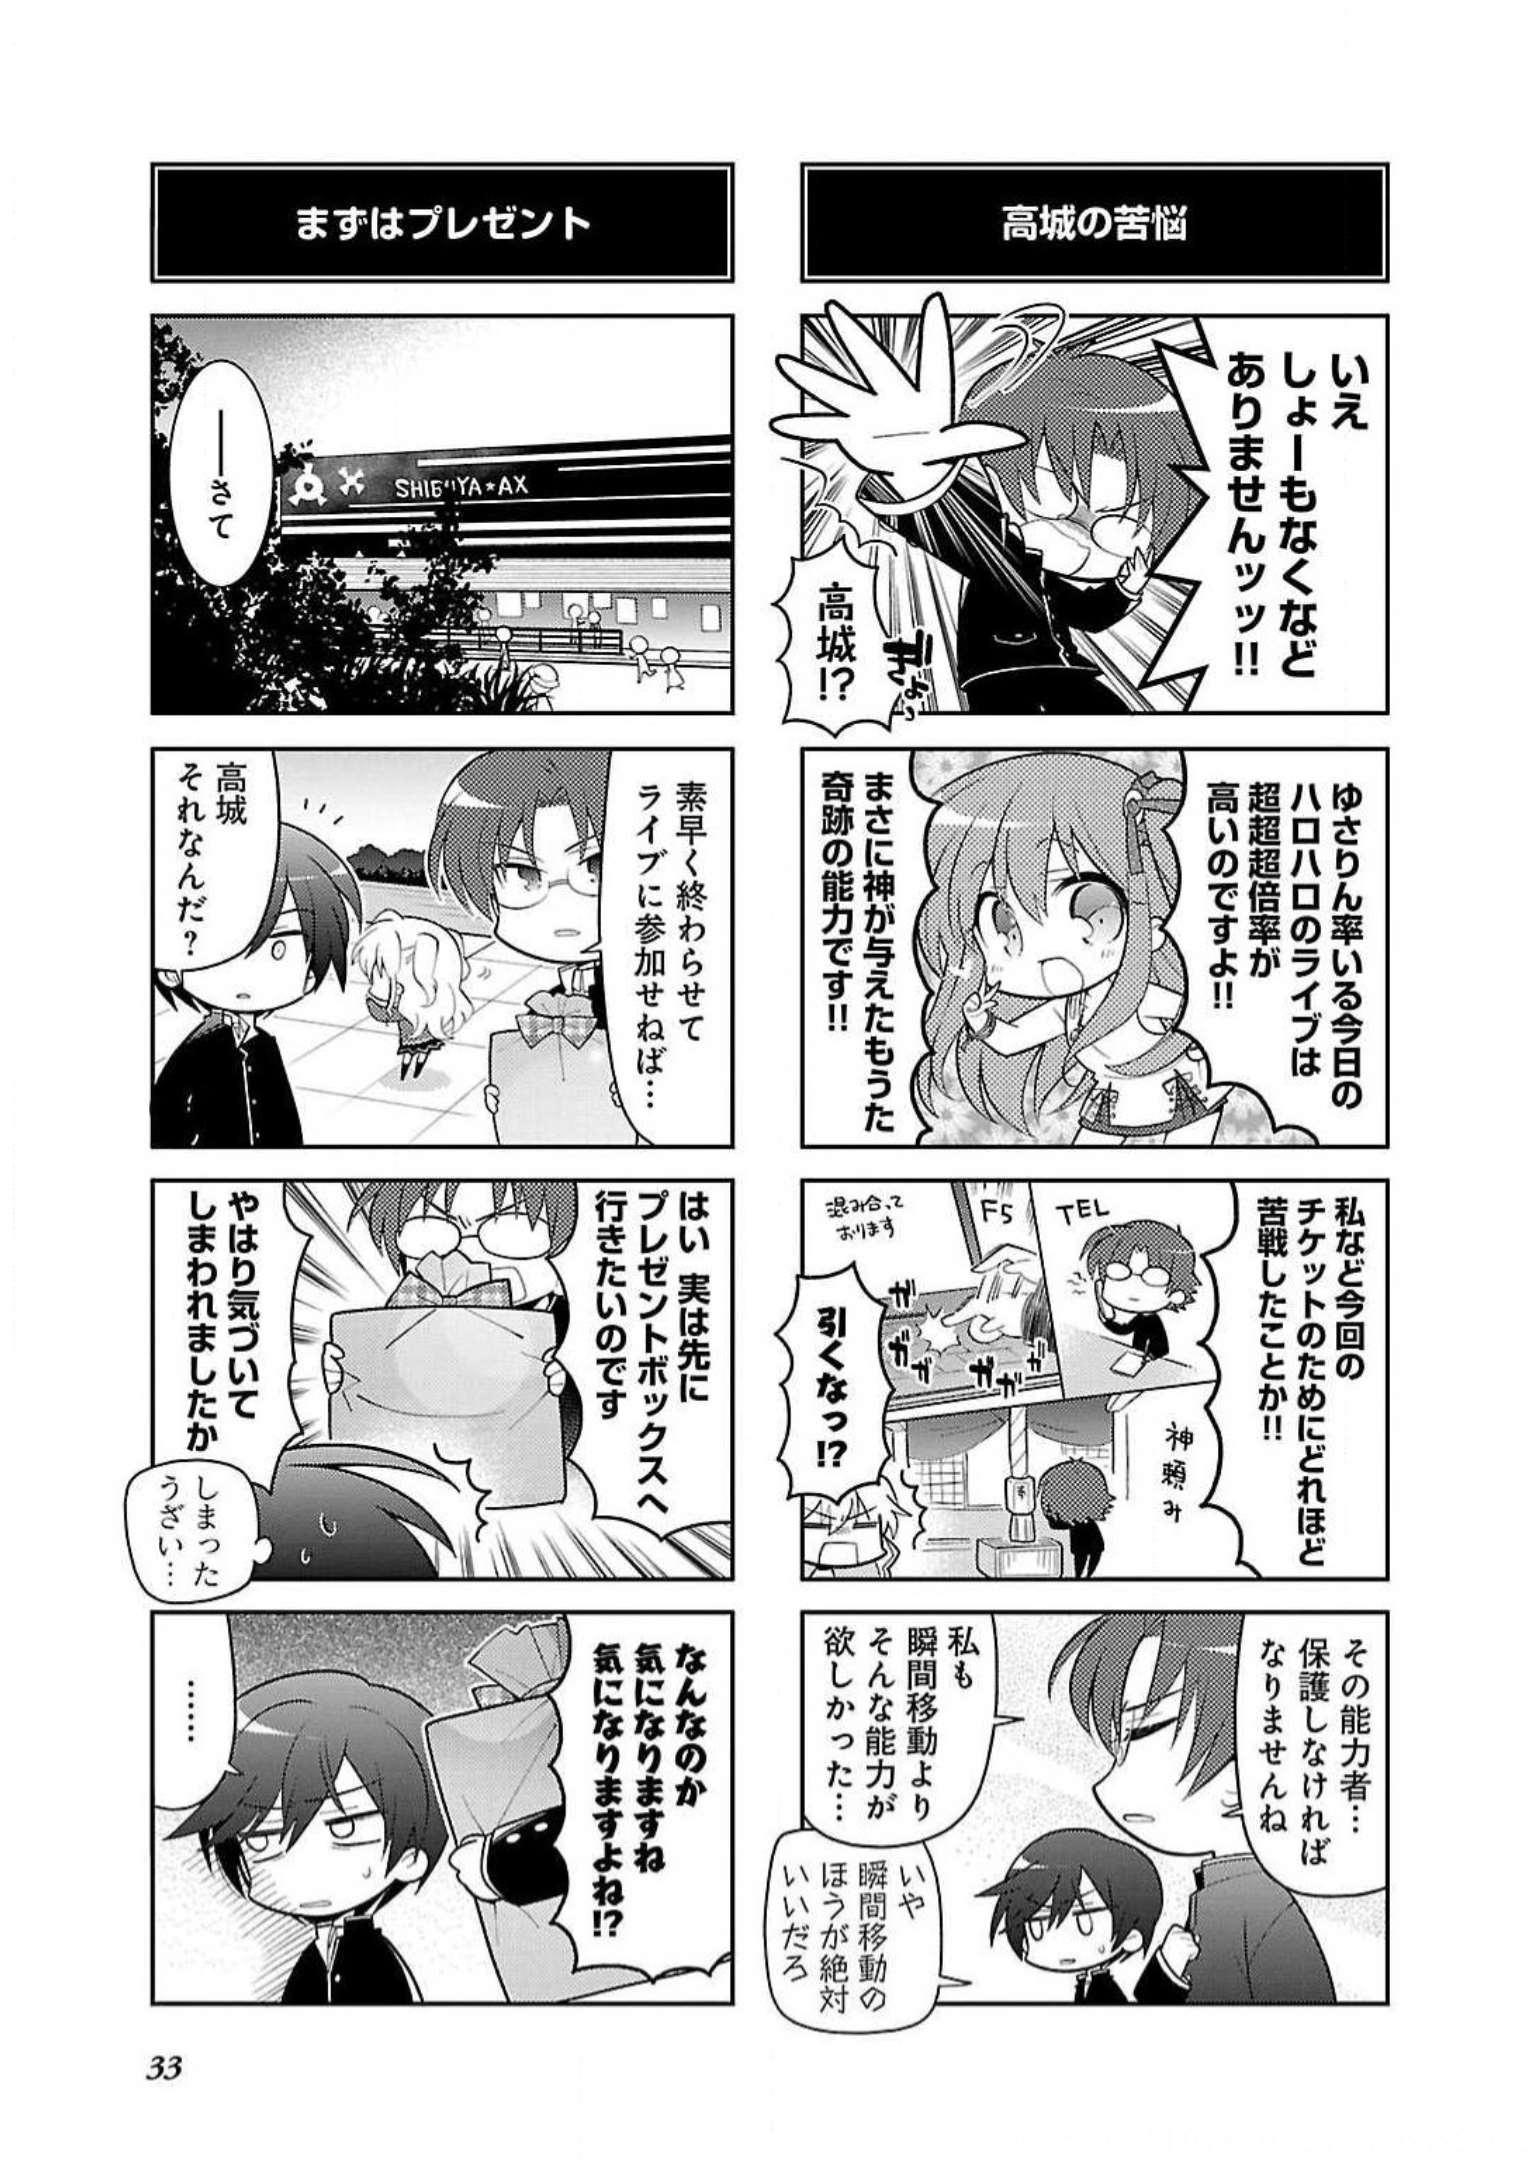 高城の苦悩
いえ
しょーもなくなど
ありませんッッ!!
高城!?
ぎょっ
ゆさりん率いる今日の
ハロハロのライブは
超超超倍率が
高いのですよ!!
まさに神が与えたもうた
奇跡の能力です!!
私など今回の
チケットのためにどれほど
苦戦したことか!!
TEL
F5
混み合って
おります
ガガガ
ガガガ
神頼み
引くなっ!?
その能力者…
保護しなければ
なりませんね
私も
瞬間移動より
そんな能力が
欲しかった…
いや
瞬間移動の
ほうが絶対
いいだろ
まずはプレゼント
――さて
SHIBUYA★AX
素早く終わらせて
ライブに参加せねば…
高城
それなんだ?
はい 実は先に
プレゼントボックスへ
行きたいのです
やはり気づいて
しまわれましたか
しまった
うざい…
なんなのか
気になりますね
気になりますよね!?
……
33